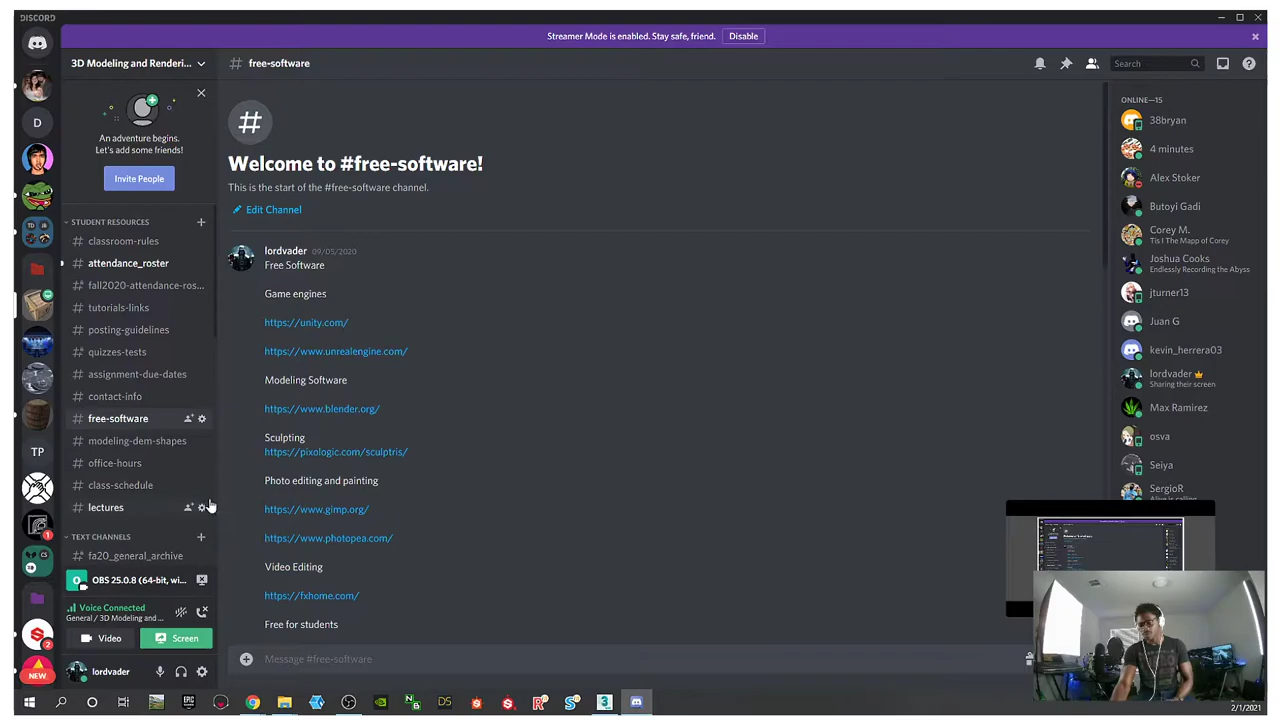 DISCORD
Streamer Mode is enabled. Stay safe, friend.
Disable
3D Modeling and Renderi...
# free-software
Search
An adventure begins.
Let's add some friends!
Invite People
STUDENT RESOURCES
# classroom-rules
# attendance_roster
# fall2020-attendance-ros...
# tutorials-links
# posting-guidelines
# quizzes-tests
# assignment-due-dates
# contact-info
# free-software
# modeling-dem-shapes
# office-hours
# class-schedule
# lectures
TEXT CHANNELS
# fa20_general_archive
OBS 25.0.8 (64-bit, wi...
Voice Connected
General / 3D Modeling and ...
Video
Screen
lordvader
D
TD
JB
TP
CS
1
2
NEW
#
Welcome to #free-software!
This is the start of the #free-software channel.
Edit Channel
lordvader 09/05/2020
Free Software
Game engines
https://unity.com/
https://www.unrealengine.com/
Modeling Software
https://www.blender.org/
Sculpting
https://pixologic.com/sculptris/
Photo editing and painting
https://www.gimp.org/
https://www.photopea.com/
Video Editing
https://fxhome.com/
Free for students
Message #free-software
ONLINE—15
38bryan
4 minutes
Alex Stoker
Butoyi Gadi
Corey M.
Tis I The Mapp of Corey
Joshua Cooks
Endlessly Recording the Abyss
jturner13
Juan G
kevin_herrera03
lordvader
Sharing their screen
Max Ramirez
osva
Seiya
SergioR
EPIC
DS
2/1/2021